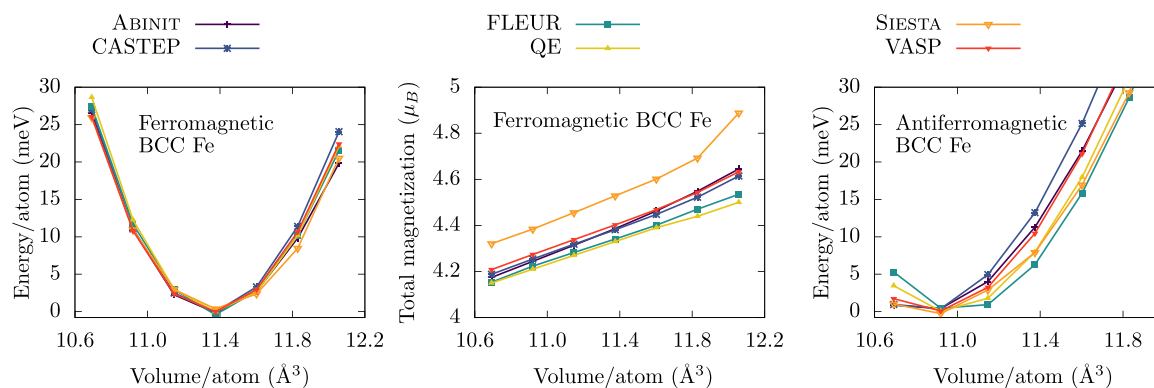 ABINIT
CASTEP
FLEUR
QE
SIESTA
VASP
Energy/atom (meV)
30
25
20
15
10
5
0
Ferromagnetic
BCC Fe
10.6 11.0 11.4 11.8 12.2
Volume/atom (Å³)
Total magnetization (μ_B)
5
4.8
4.6
4.4
4.2
4
Ferromagnetic BCC Fe
10.6 11.0 11.4 11.8 12.2
Volume/atom (Å³)
Energy/atom (meV)
30
25
20
15
10
5
0
Antiferromagnetic
BCC Fe
10.6 11.0 11.4 11.8
Volume/atom (Å³)